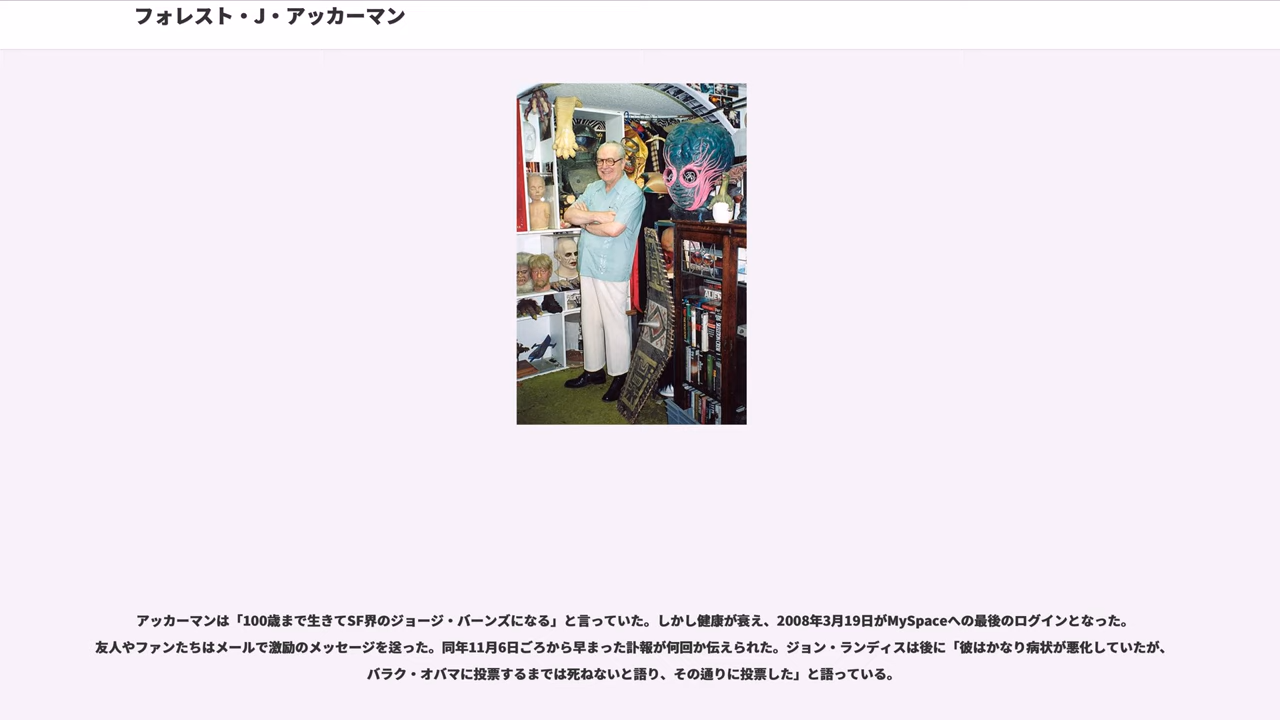 フォレスト・J・アッカーマン
アッカーマンは「100歳まで生きてSF界のジョージ・バーンズになる」と言っていた。しかし健康が衰え、2008年3月19日がMySpaceへの最後のログインとなった。
友人やファンたちはメールで激励のメッセージを送った。同年11月6日ごろから早まった訃報が何回か伝えられた。ジョン・ランディスは後に「彼はかなり病状が悪化していたが、
バラク・オバマに投票するまでは死ねないと語り、その通りに投票した」と語っている。